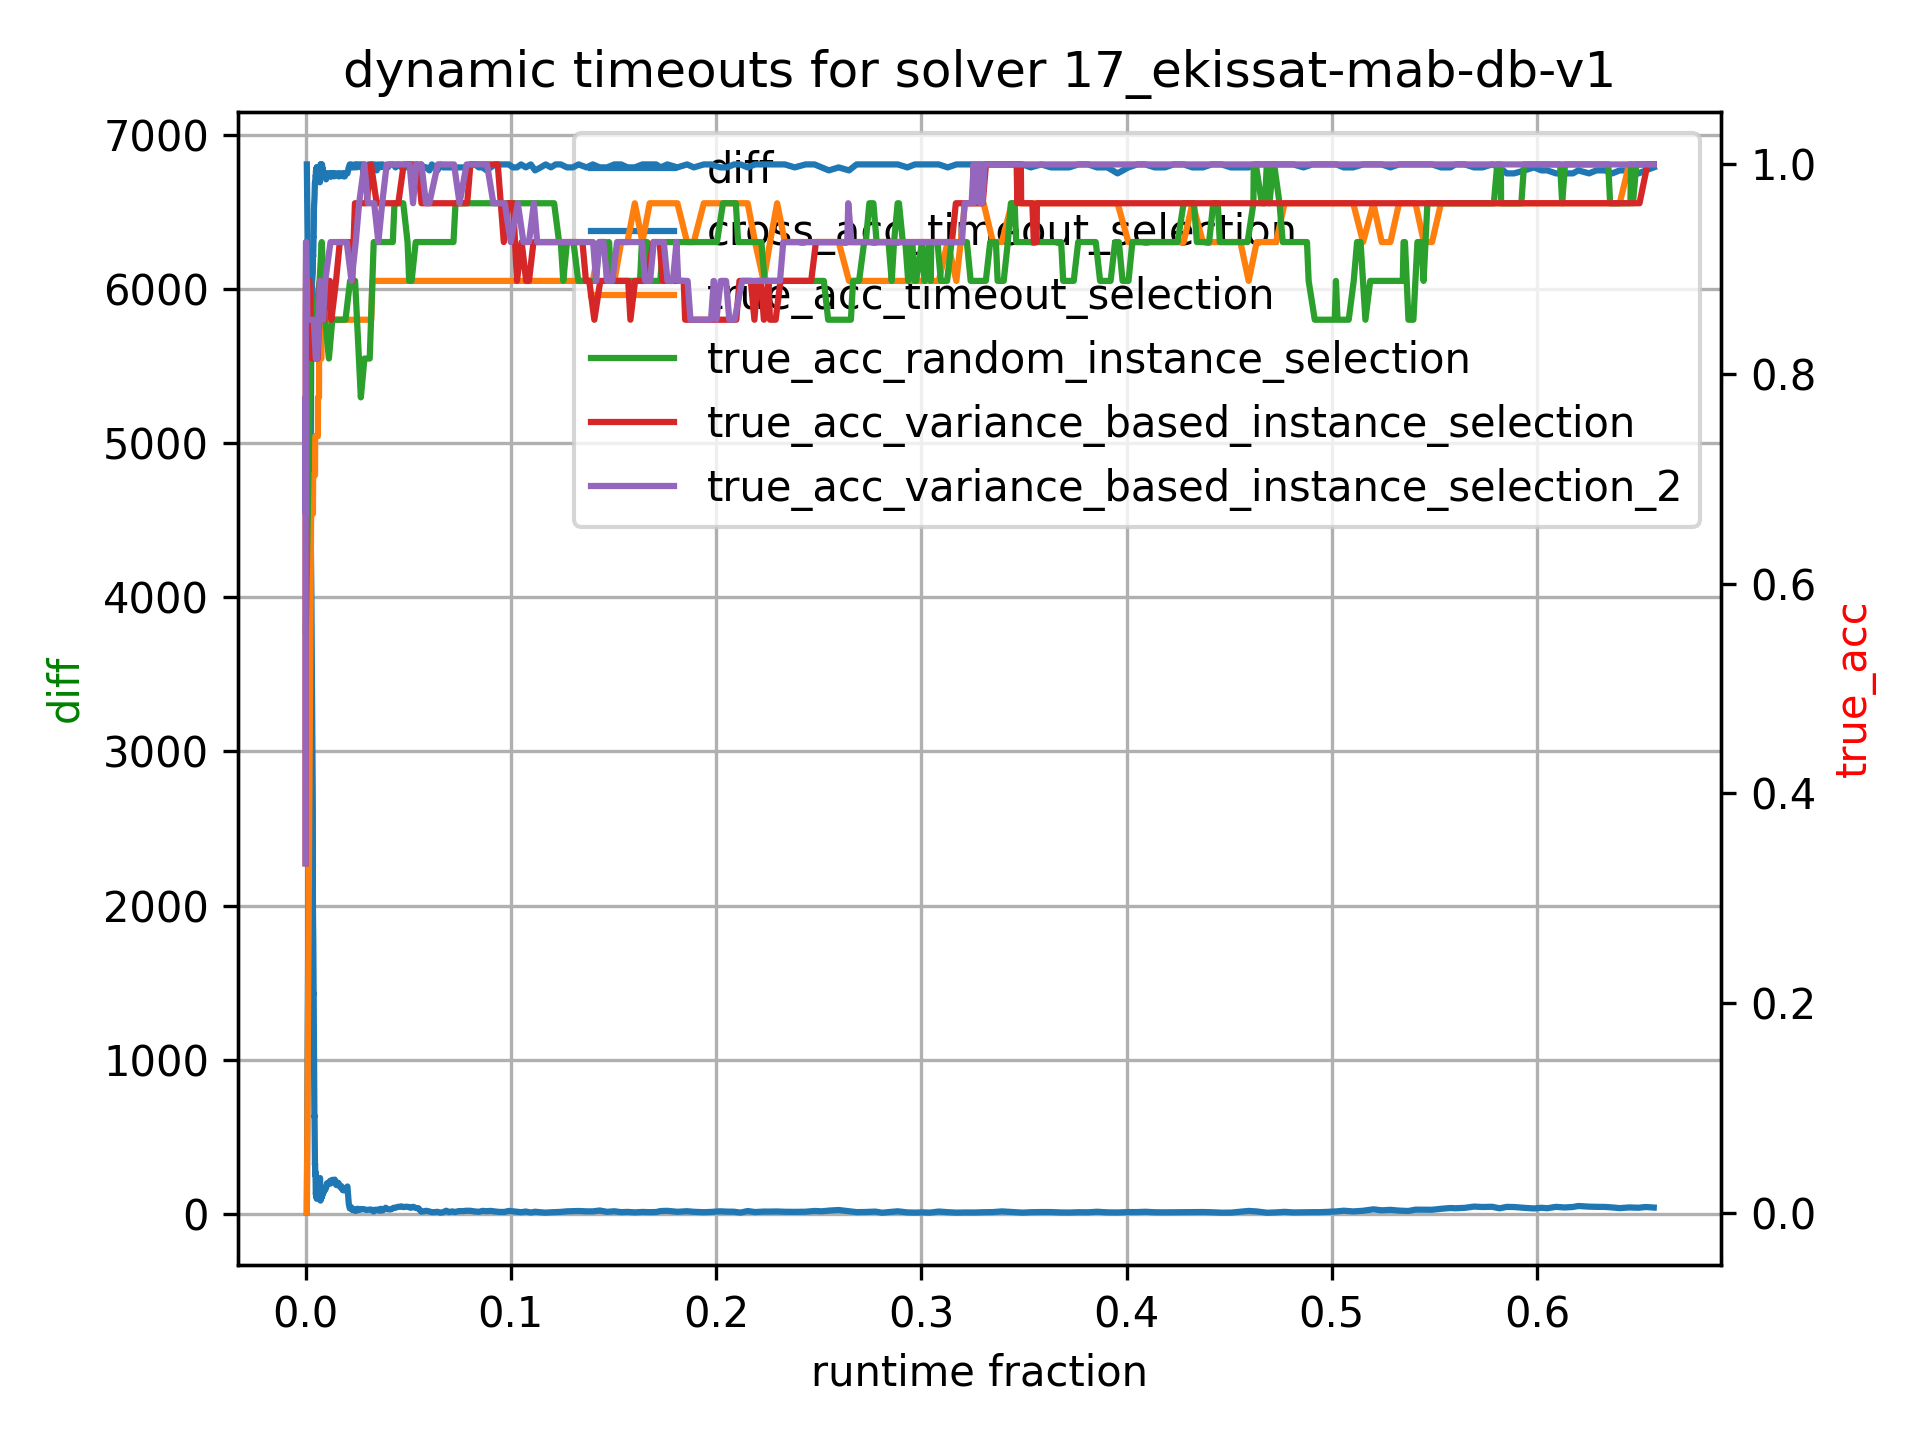 dynamic timeouts for solver 17_ekissat-mab-db-v1
7000
6000
5000
4000
3000
2000
1000
0
diff
diff
cross_acc_timeout_selection
true_acc_timeout_selection
true_acc_random_instance_selection
true_acc_variance_based_instance_selection
true_acc_variance_based_instance_selection_2
1.0
0.8
0.6
0.4
0.2
0.0
true_acc
0.0 0.1 0.2 0.3 0.4 0.5 0.6
runtime fraction